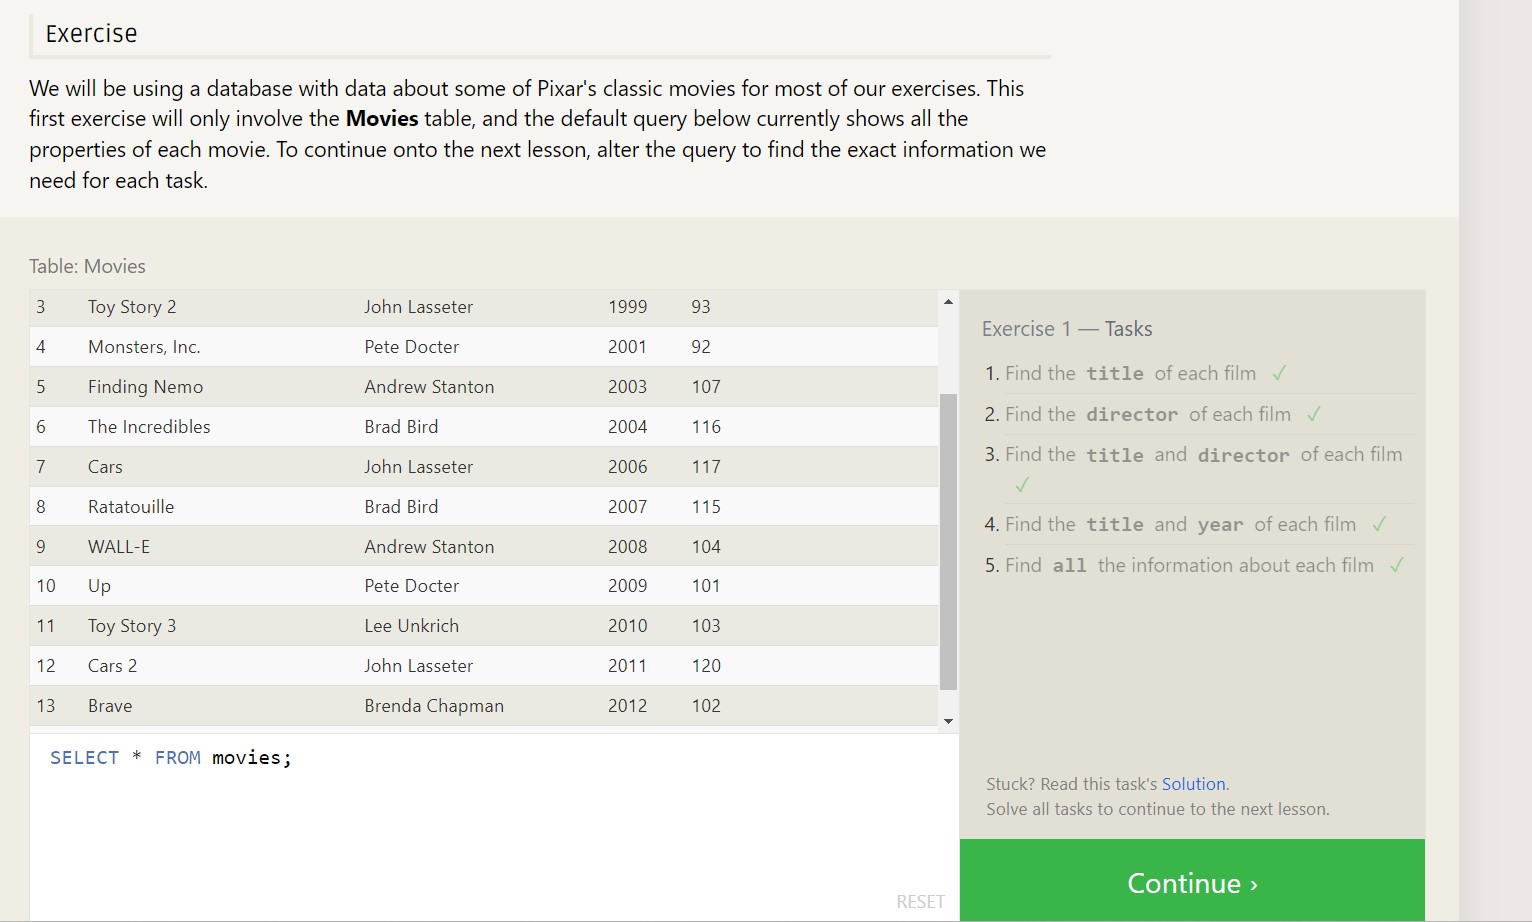 Exercise
We will be using a database with data about some of Pixar's classic movies for most of our exercises. This
first exercise will only involve the Movies table, and the default query below currently shows all the
properties of each movie. To continue onto the next lesson, alter the query to find the exact information we
need for each task.
Table: Movies
3 Toy Story 2 John Lasseter 1999 93
4 Monsters, Inc. Pete Docter 2001 92
5 Finding Nemo Andrew Stanton 2003 107
6 The Incredibles Brad Bird 2004 116
7 Cars John Lasseter 2006 117
8 Ratatouille Brad Bird 2007 115
9 WALL-E Andrew Stanton 2008 104
10 Up Pete Docter 2009 101
11 Toy Story 3 Lee Unkrich 2010 103
12 Cars 2 John Lasseter 2011 120
13 Brave Brenda Chapman 2012 102
SELECT * FROM movies;
RESET
Exercise 1 — Tasks
1. Find the title of each film ✓
2. Find the director of each film ✓
3. Find the title and director of each film
✓
4. Find the title and year of each film ✓
5. Find all the information about each film ✓
Stuck? Read this task's Solution.
Solve all tasks to continue to the next lesson.
Continue ›